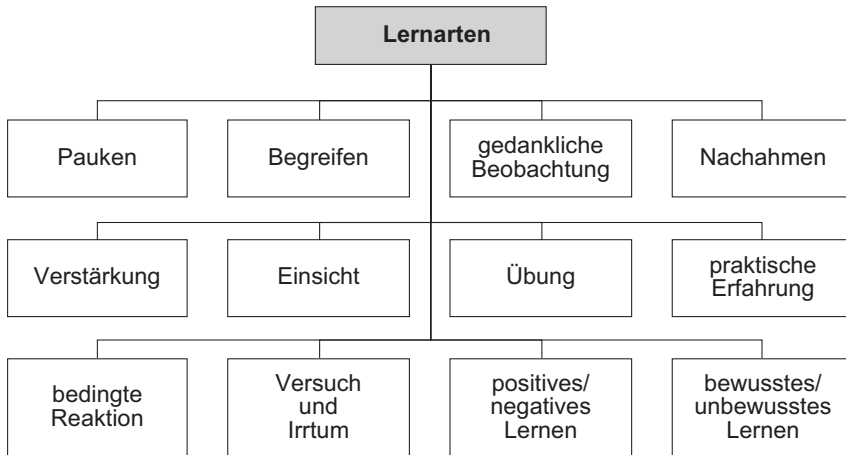 Lernarten
Pauken
Begreifen
gedankliche
Beobachtung
Nachahmen
Verstärkung
Einsicht
Übung
praktische
Erfahrung
bedingte
Reaktion
Versuch
und
Irrtum
positives/
negatives
Lernen
bewusstes/
unbewusstes
Lernen